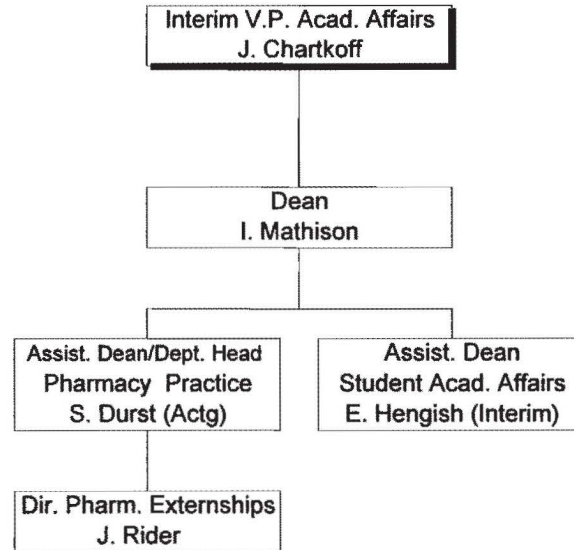 Interim V.P. Acad. Affairs
J. Chartkoff
Dean
I. Mathison
Assist. Dean/Dept. Head
Pharmacy Practice
S. Durst (Actg)
Assist. Dean
Student Acad. Affairs
E. Hengish (Interim)
Dir. Pharm. Externships
J. Rider